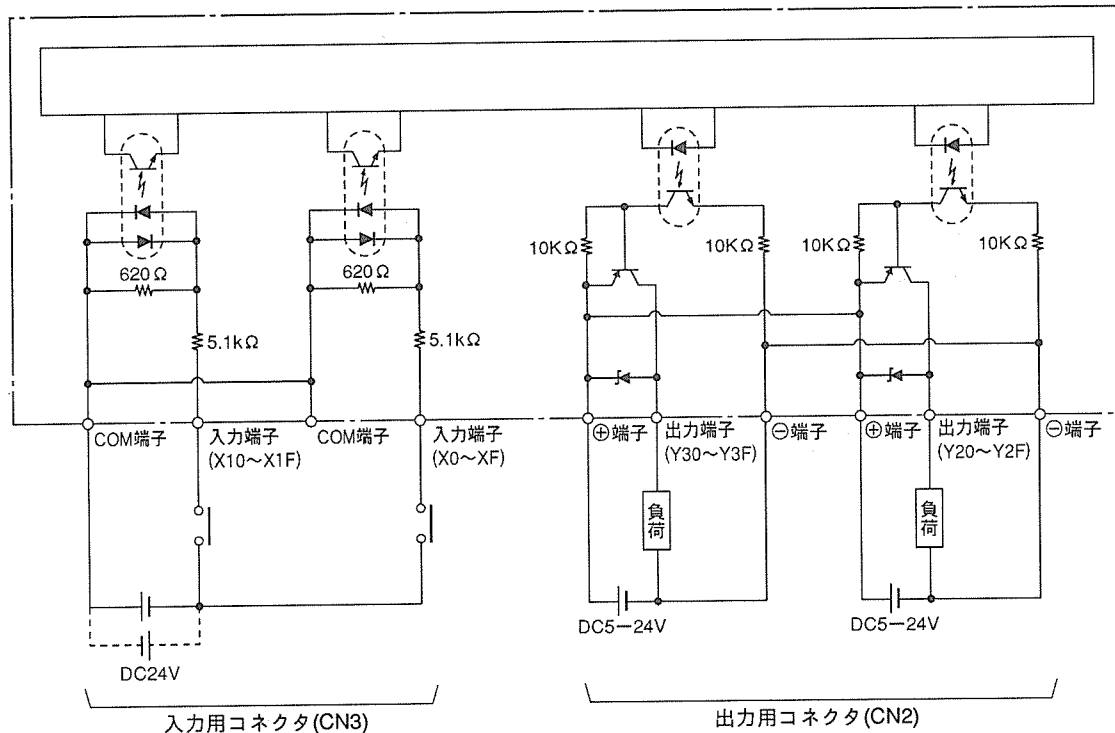 620Ω
620Ω
5.1kΩ
5.1kΩ
10KΩ
10KΩ
10KΩ
10KΩ
COM端子
入力端子
(X10～X1F)
COM端子
入力端子
(X0～XF)
⊕端子
出力端子
(Y30～Y3F)
⊖端子
⊕端子
出力端子
(Y20～Y2F)
⊖端子
負荷
負荷
DC24V
DC5－24V
DC5－24V
入力用コネクタ(CN3)
出力用コネクタ(CN2)